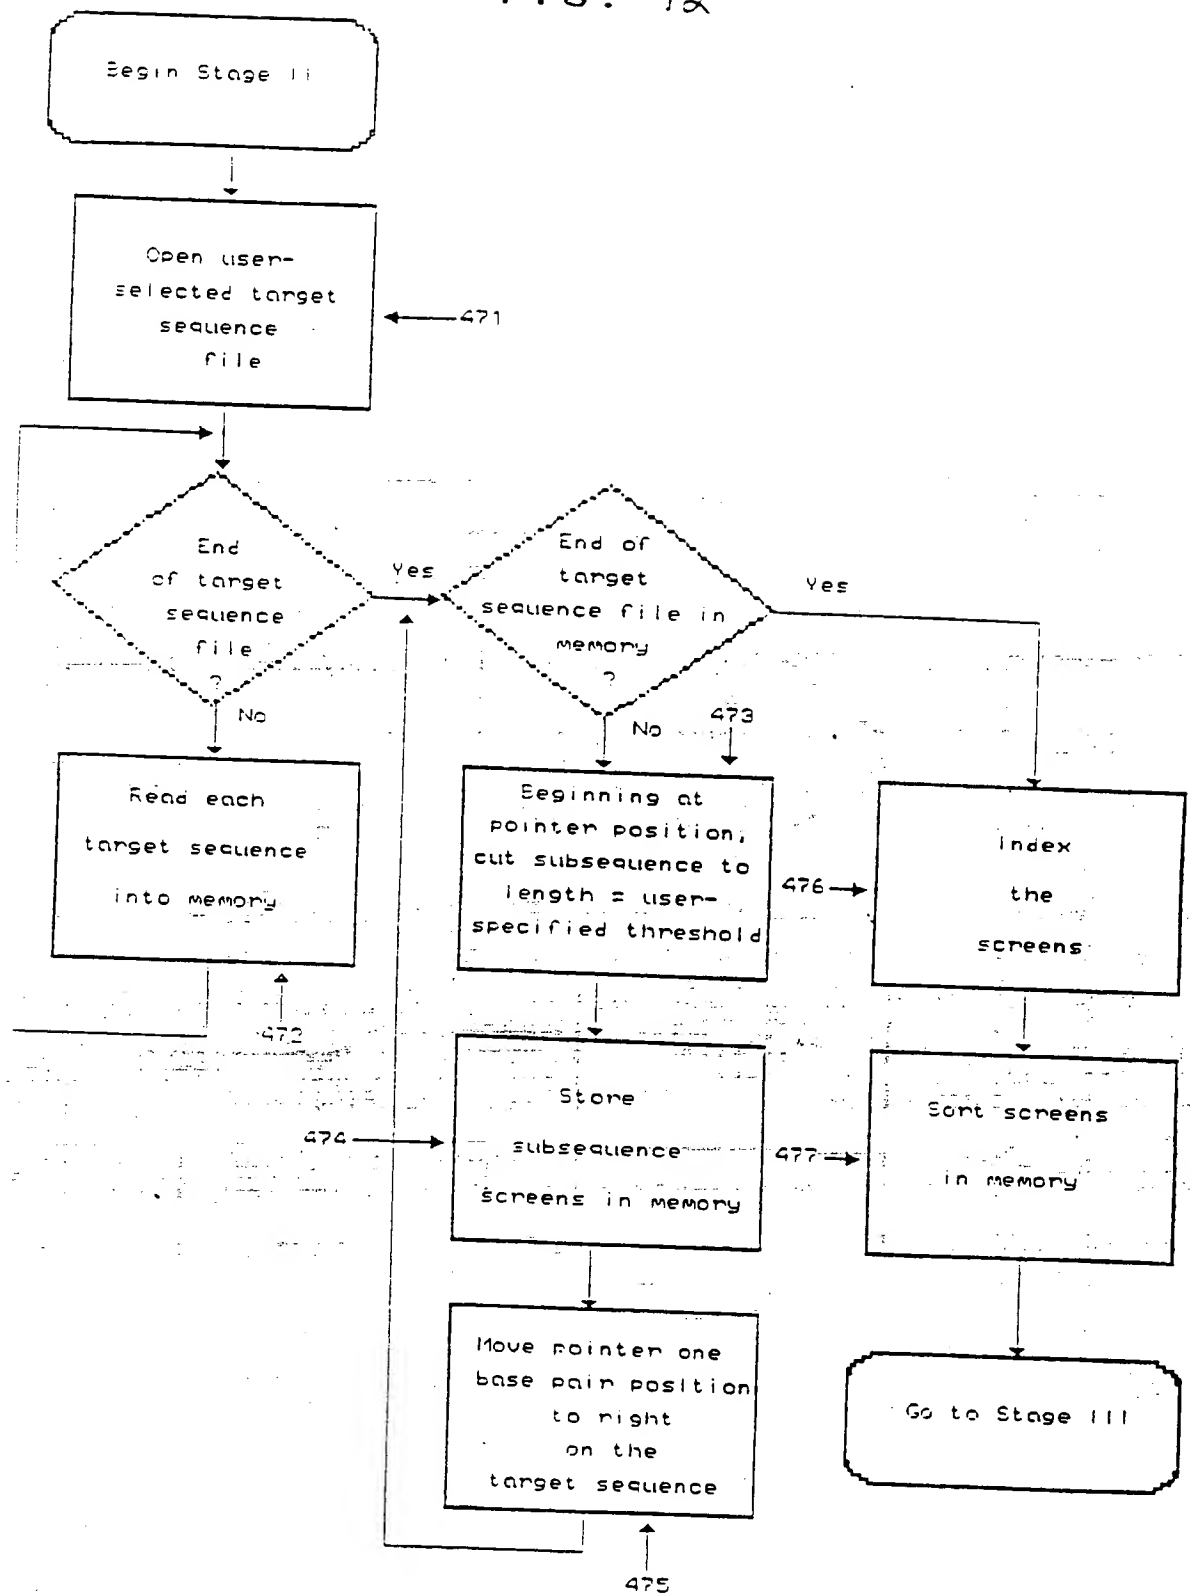 FIG. 12
Begin Stage II
Open user-
selected target
sequence
file
471
End
of target
sequence
file
?
Yes
No
End of
target
sequence file in
memory
?
Yes
No
473
Read each
target sequence
into memory
472
Beginning at
pointer position,
cut subsequence to
length = user-
specified threshold
476
Index
the
screens
474
Store
subsequence
screens in memory
477
Sort screens
in memory
Move pointer one
base pair position
to right
on the
target sequence
475
Go to Stage III